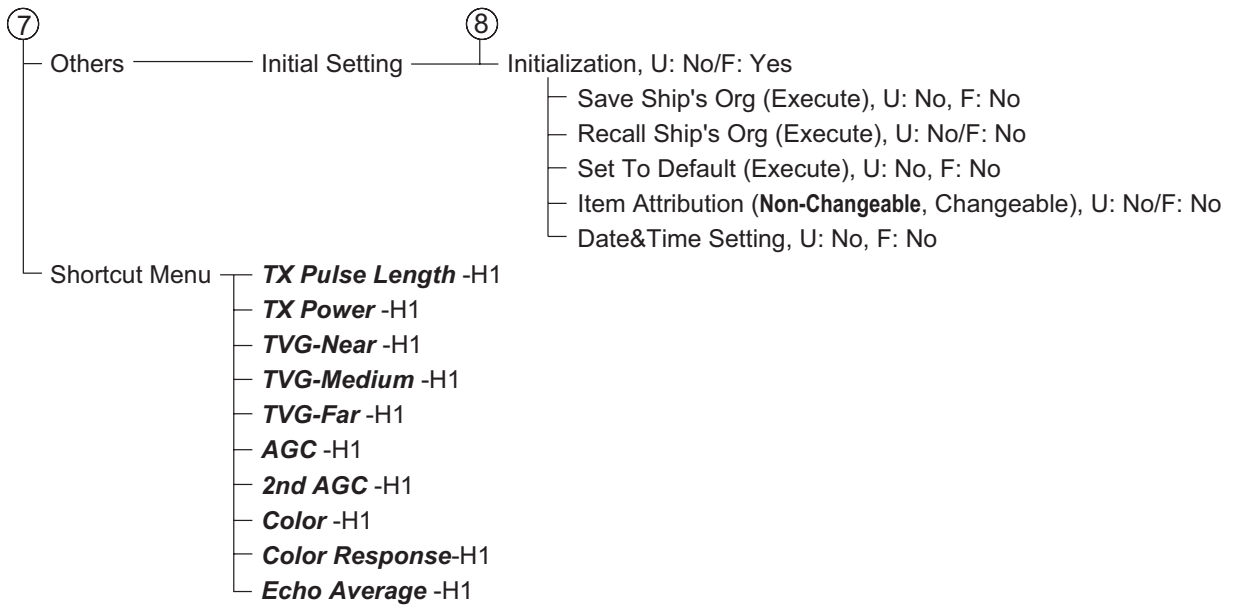 7 8
Others Initial Setting Initialization, U: No/F: Yes
Save Ship's Org (Execute), U: No, F: No
Recall Ship's Org (Execute), U: No/F: No
Set To Default (Execute), U: No, F: No
Item Attribution (Non-Changeable, Changeable), U: No/F: No
Date&Time Setting, U: No, F: No
Shortcut Menu TX Pulse Length -H1
TX Power -H1
TVG-Near -H1
TVG-Medium -H1
TVG-Far -H1
AGC -H1
2nd AGC -H1
Color -H1
Color Response-H1
Echo Average -H1